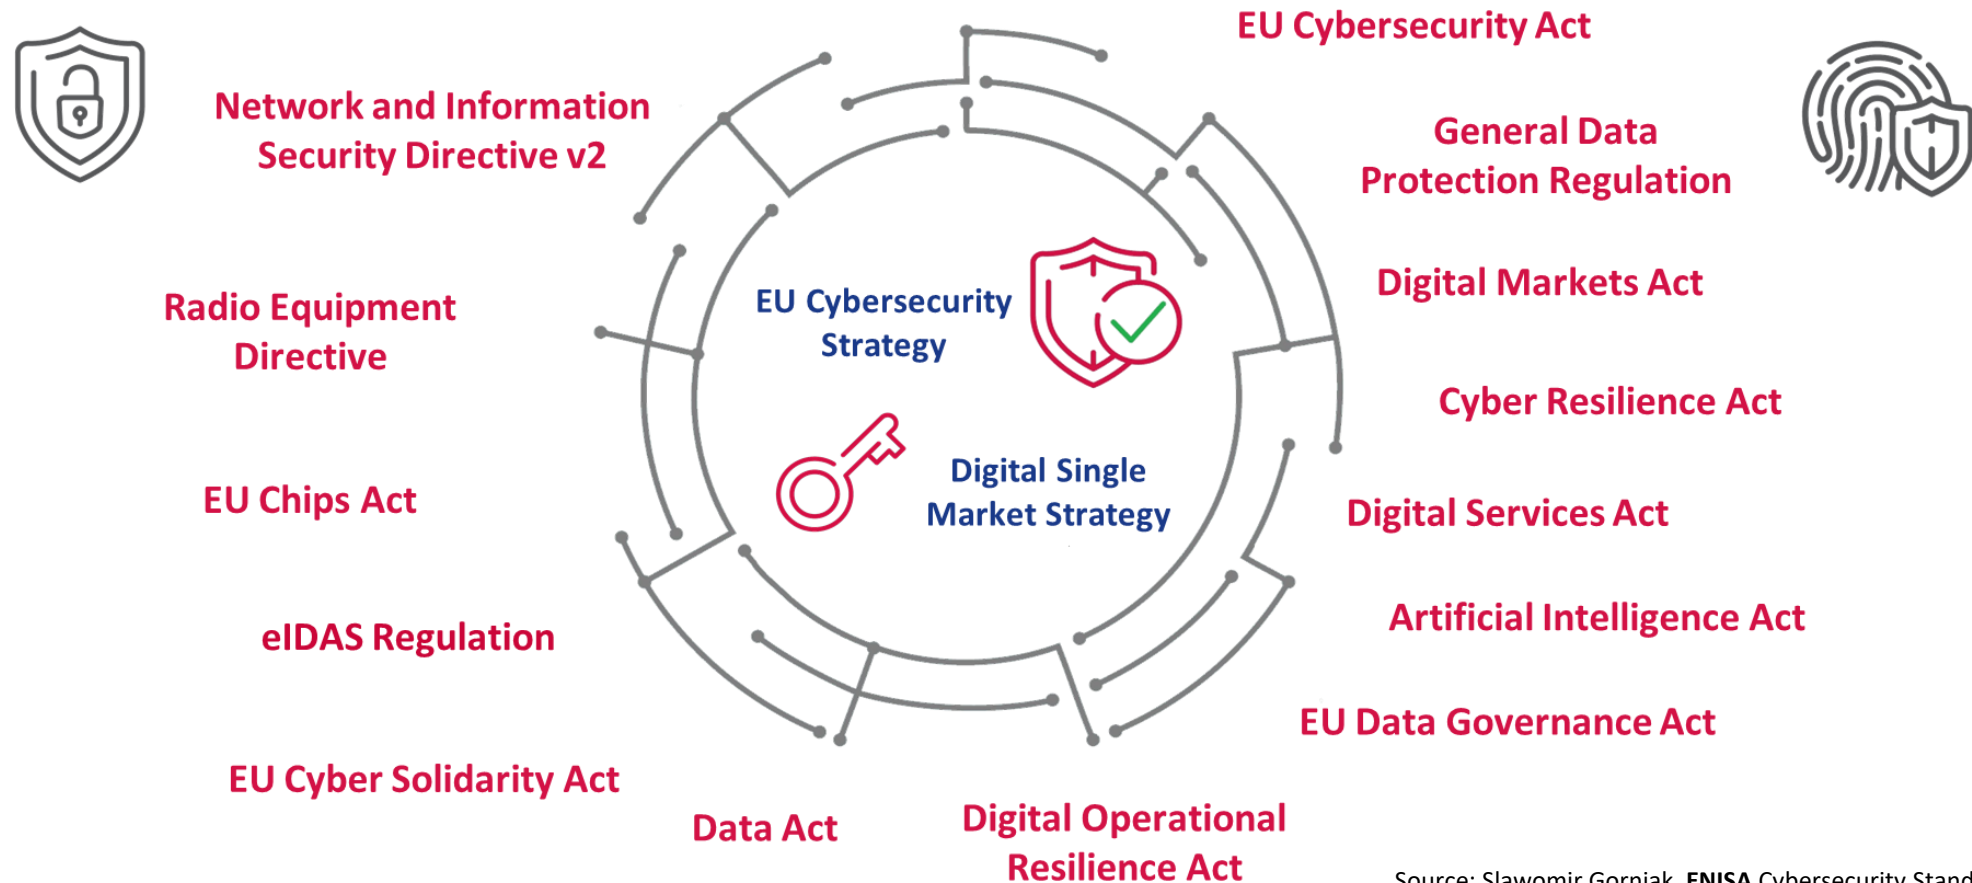 EU Cybersecurity Act
Network and Information
Security Directive v2
General Data
Protection Regulation
Radio Equipment
Directive
EU Cybersecurity
Strategy
Digital Markets Act
Cyber Resilience Act
EU Chips Act
Digital Single
Market Strategy
Digital Services Act
eIDAS Regulation
Artificial Intelligence Act
EU Data Governance Act
EU Cyber Solidarity Act
Data Act
Digital Operational
Resilience Act
Source: Slawomir Gorniak, ENISA Cybersecurity Stand